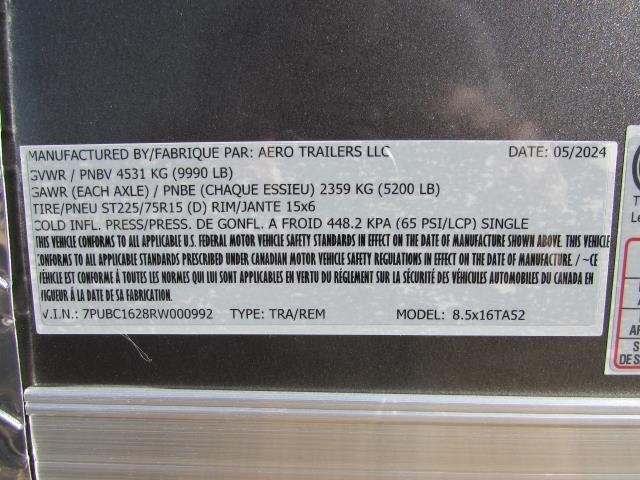 MANUFACTURED BY/FABRIQUE PAR: AERO TRAILERS LLC DATE: 05/2024
GVWR / PNBV 4531 KG (9990 LB)
GAWR (EACH AXLE) / PNBE (CHAQUE ESSIEU) 2359 KG (5200 LB)
TIRE/PNEU ST225/75R15 (D) RIM/JANTE 15x6
COLD INFL. PRESS/PRESS. DE GONFL. A FROID 448.2 KPA (65 PSI/LCP) SINGLE
THIS VEHICLE CONFORMS TO ALL APPLICABLE U.S. FEDERAL MOTOR VEHICLE SAFETY STANDARDS IN EFFECT ON THE DATE OF MANUFACTURE SHOWN ABOVE. THIS VEHICLE
CONFORMS TO ALL APPLICABLE STANDARDS PRESCRIBED UNDER CANADIAN MOTOR VEHICLE SAFETY REGULATIONS IN EFFECT ON THE DATE OF MANUFACTURE / ~CE
VÉHICLE EST CONFORME À TOUTES LES NORMES QUI LUI SONT APPLICABLES EN VERTU DU RÉGLEMENT SUR LA SÉCURITÉ DES VÉHICULES AUTOMOBILES DU CANADA EN
VIGUEUR À LA DATE DE SA FABRICATION.
V.I.N.: 7PUBC1628RW000992 TYPE: TRA/REM MODEL: 8.5x16TA52